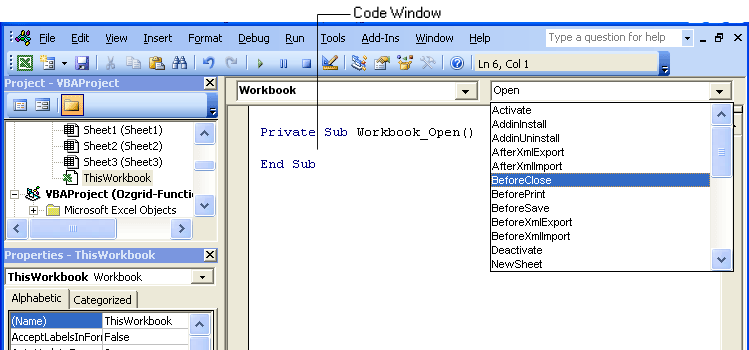 Code Window
File Edit View Insert Format Debug Run Tools Add-Ins Window Help Type a question for help
Ln 6, Col 1
Project - VBAProject
Sheet1 (Sheet1)
Sheet2 (Sheet2)
Sheet3 (Sheet3)
ThisWorkbook
VBAProject (Ozgrid-Functi
Microsoft Excel Objects
Properties - ThisWorkbook
ThisWorkbook Workbook
Alphabetic Categorized
(Name) ThisWorkbook
AcceptLabelsInFor False
Workbook
Open
Private Sub Workbook_Open()
End Sub
Activate
AddinInstall
AddinUninstall
AfterXmlExport
AfterXmlImport
BeforeClose
BeforePrint
BeforeSave
BeforeXmlExport
BeforeXmlImport
Deactivate
NewSheet